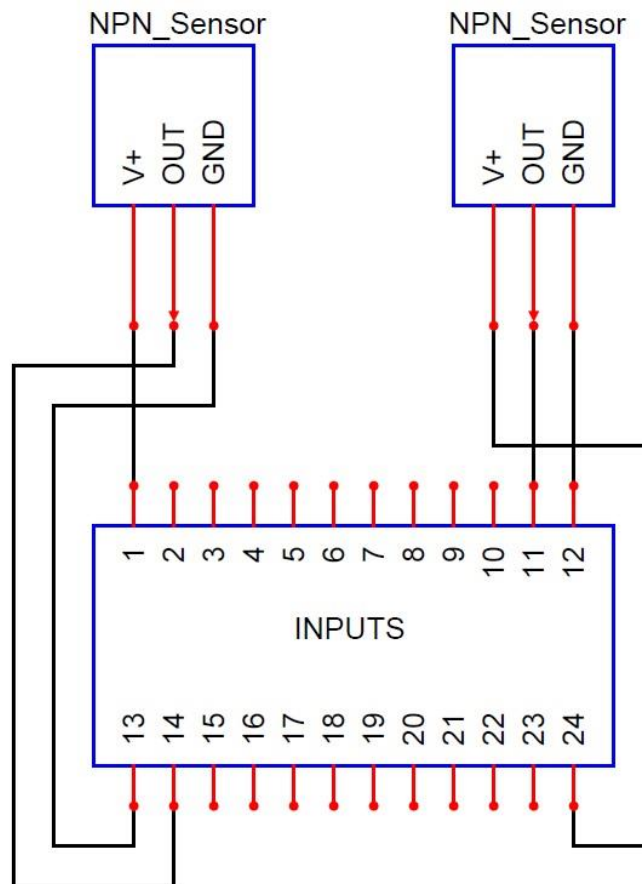 NPN_Sensor NPN_Sensor
V+ OUT GND V+ OUT GND
1 2 3 4 5 6 7 8 9 10 11 12
INPUTS
13 14 15 16 17 18 19 20 21 22 23 24